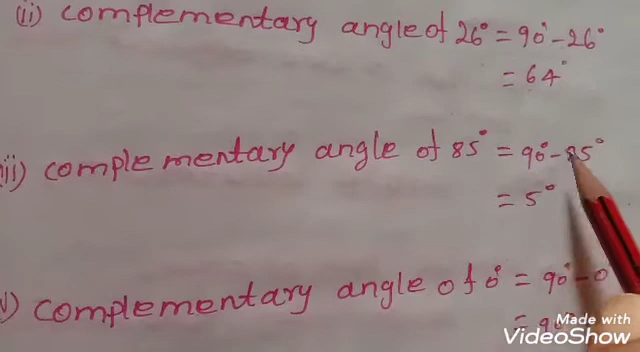 (ii) complementary angle of 26° = 90° - 26°
= 64°
iii) complementary angle of 85° = 90° - 85°
= 5°
v) complementary angle of 0° = 90° - 0
= 90°
Made with
VideoShow